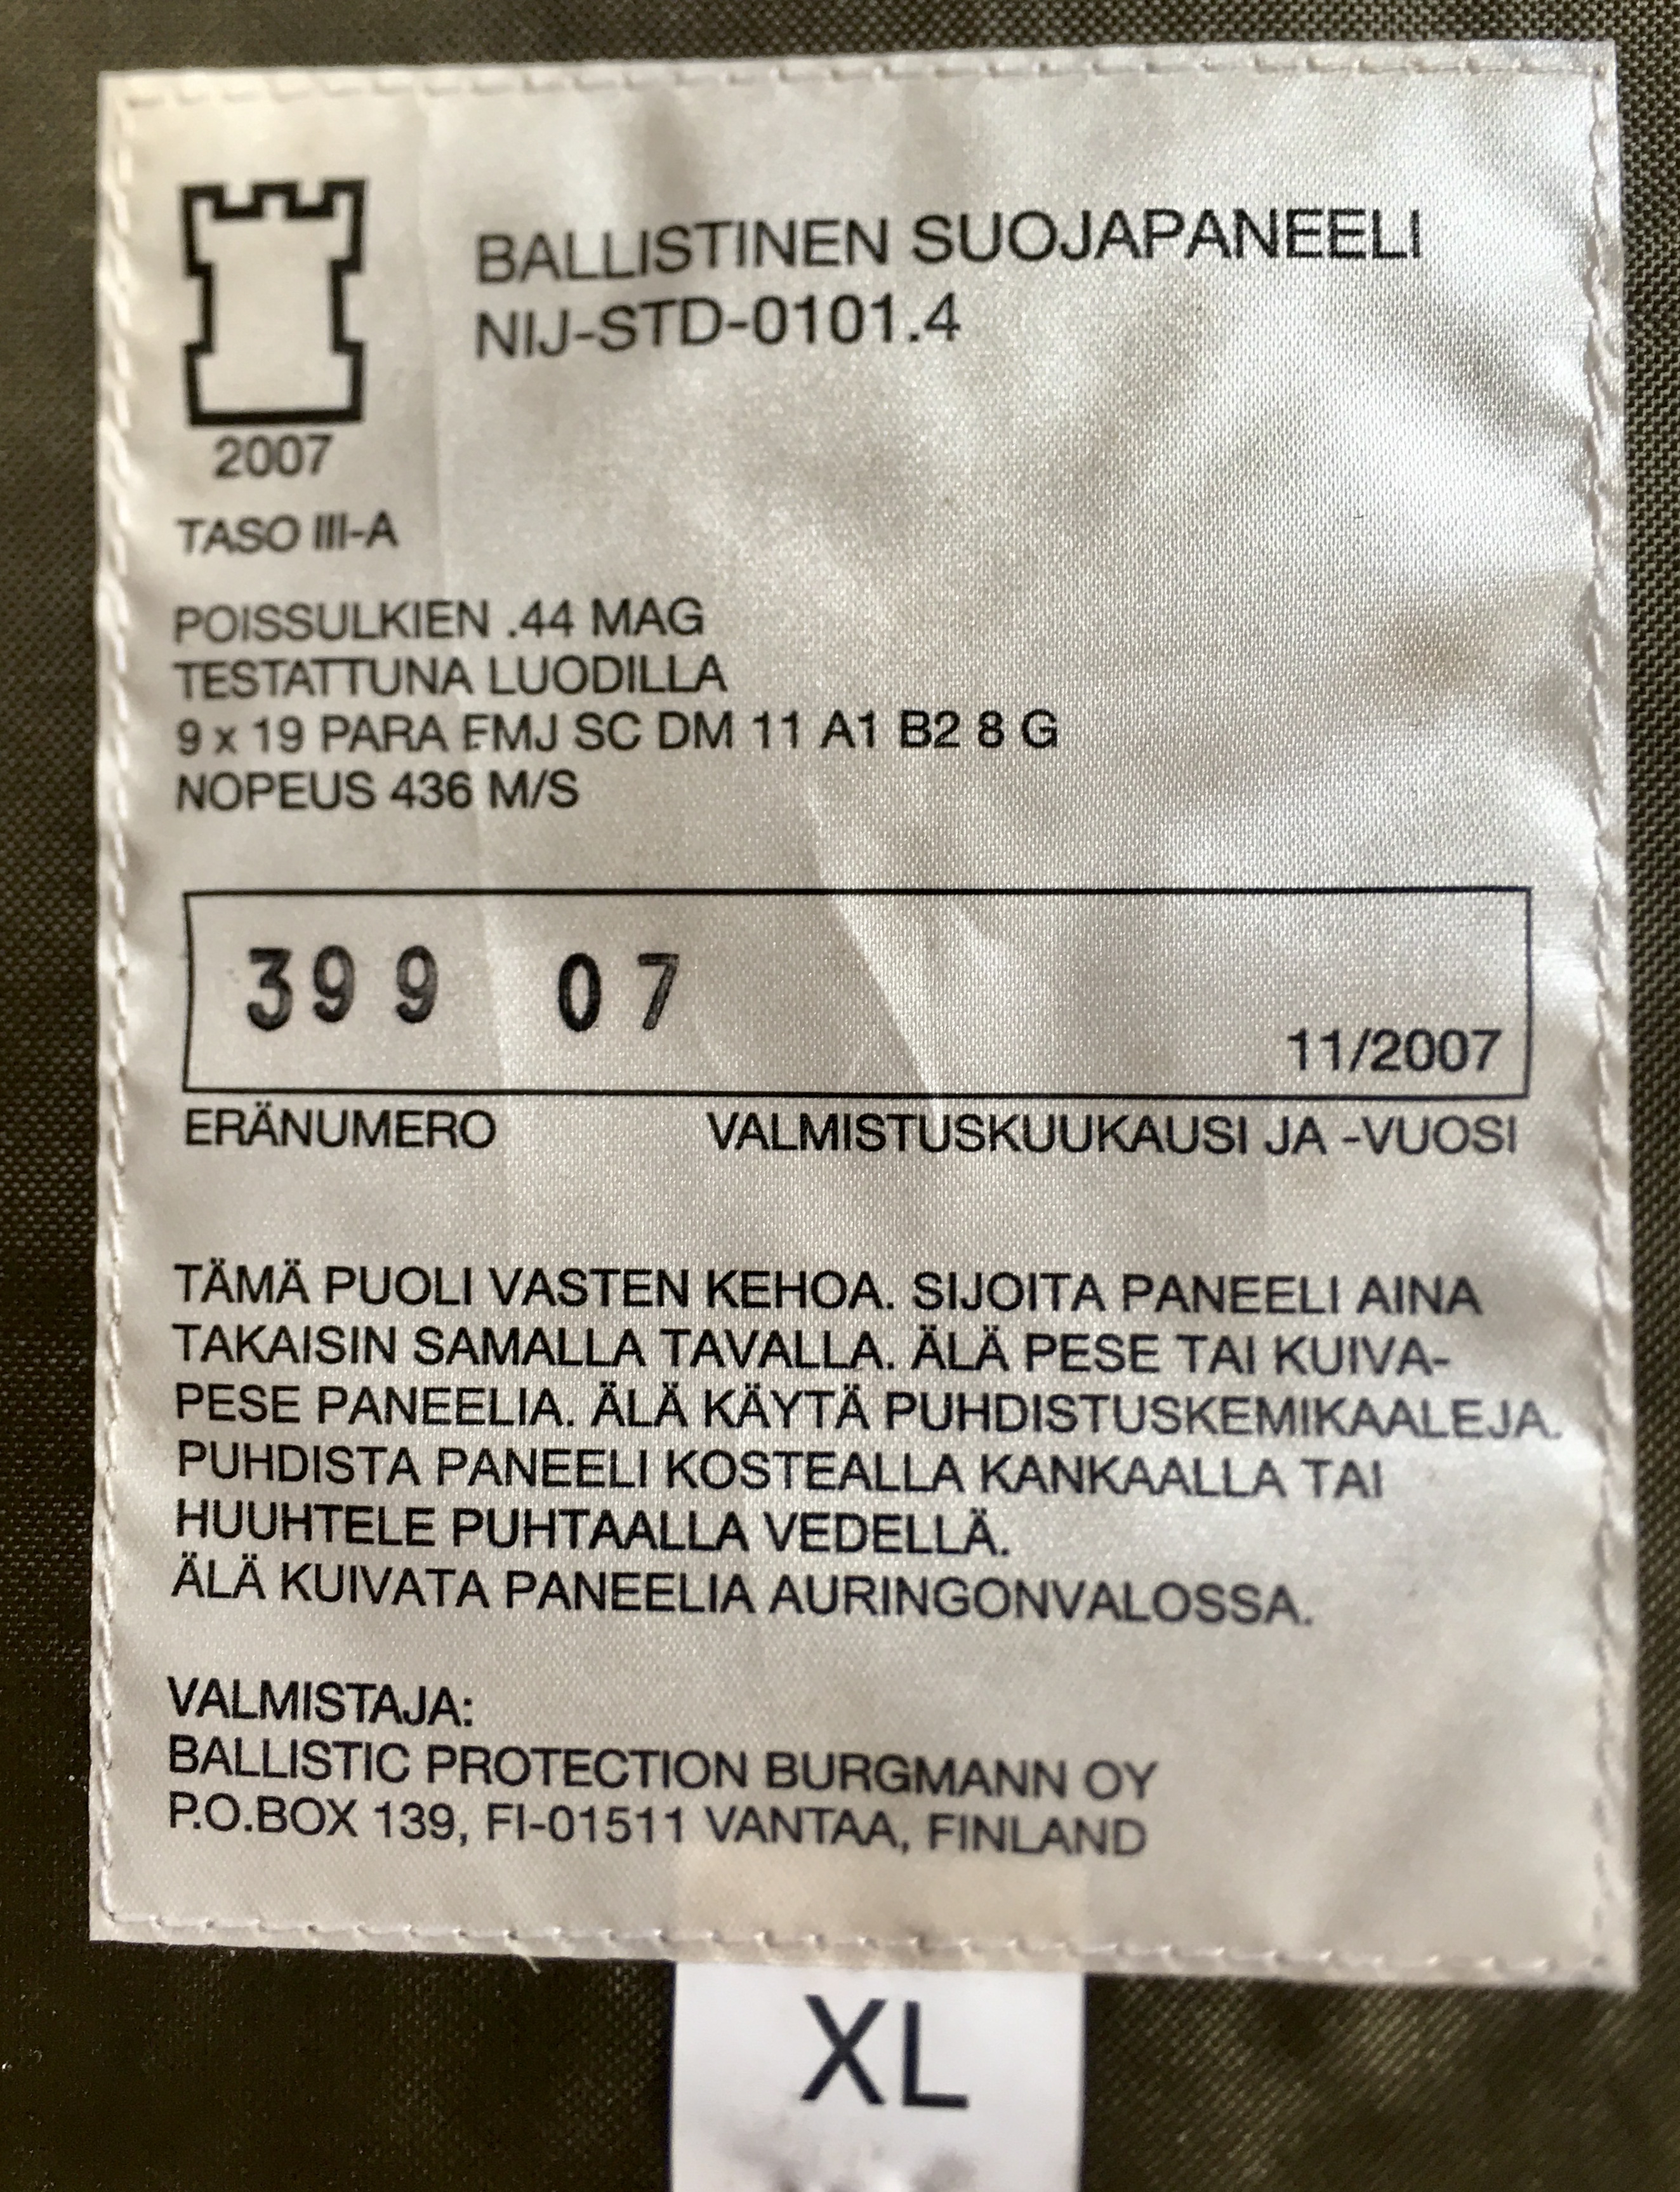 BALLISTINEN SUOJAPANEELI
NIJ-STD-0101.4
2007
TASO III-A
POISSULKIEN .44 MAG
TESTATTUNA LUODILLA
9 x 19 PARA FMJ SC DM 11 A1 B2 8 G
NOPEUS 436 M/S
399 07
11/2007
ERÄNUMERO VALMISTUSKUUKAUSI JA -VUOSI
TÄMÄ PUOLI VASTEN KEHOA. SIJOITA PANEELI AINA
TAKAISIN SAMALLA TAVALLA. ÄLÄ PESE TAI KUIVA-
PESE PANEELIA. ÄLÄ KÄYTÄ PUHDISTUSKEMIKAALEJA.
PUHDISTA PANEELI KOSTEALLA KANKAALLA TAI
HUUHTELE PUHTAALLA VEDELLÄ.
ÄLÄ KUIVATA PANEELIA AURINGONVALOSSA.
VALMISTAJA:
BALLISTIC PROTECTION BURGMANN OY
P.O.BOX 139, FI-01511 VANTAA, FINLAND
XL